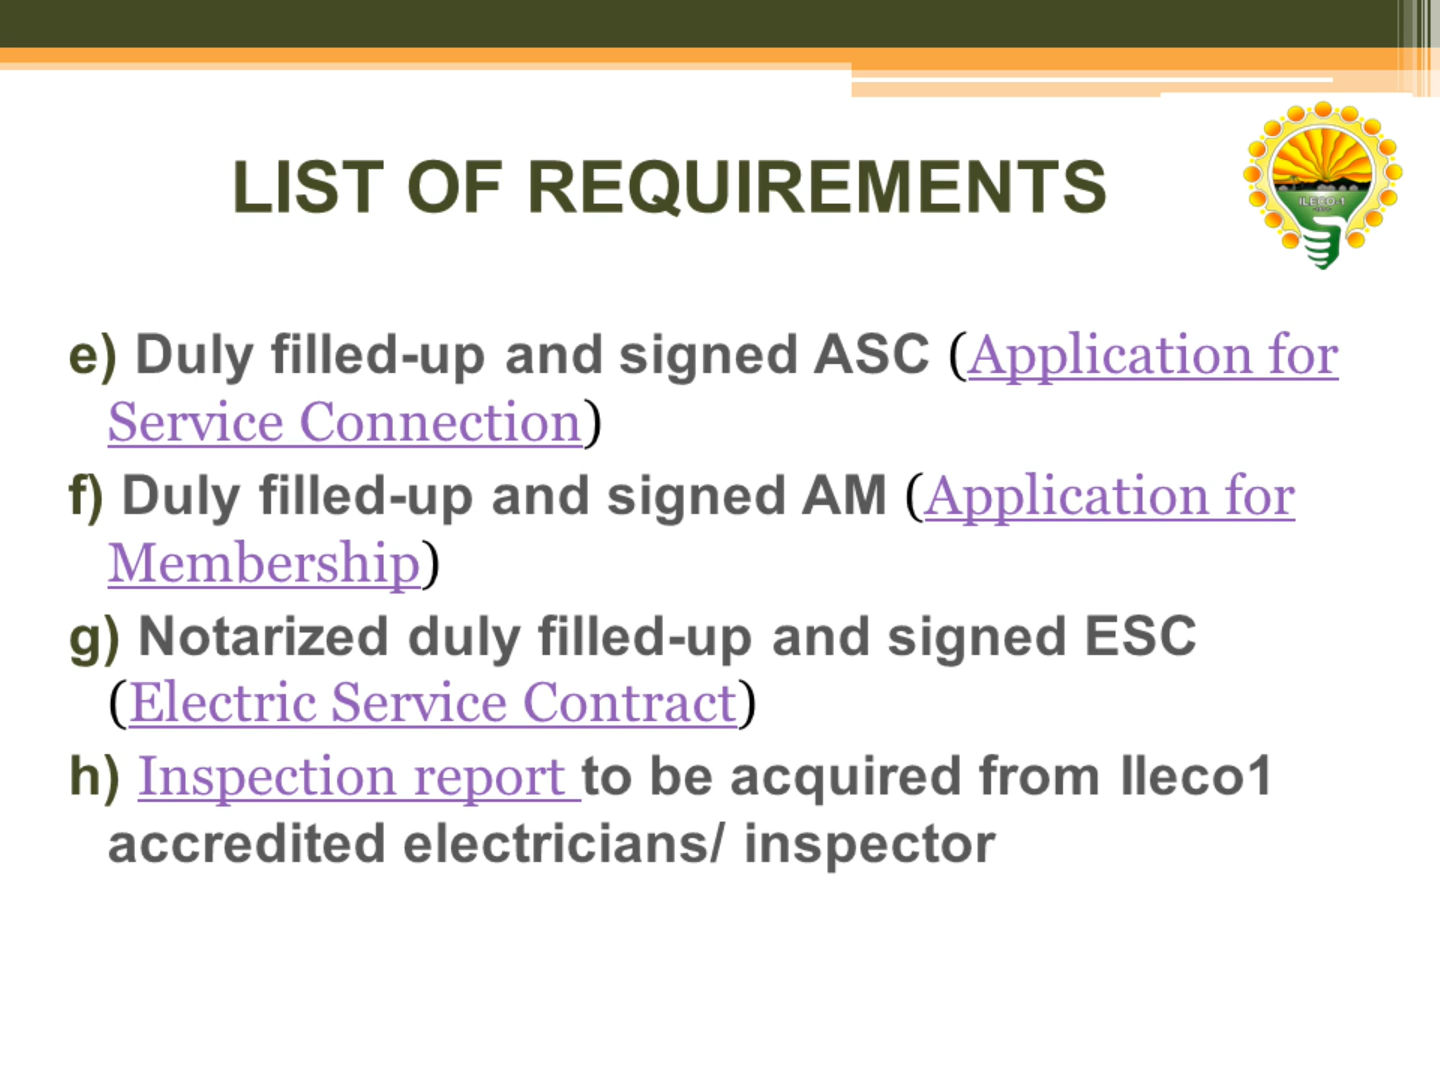 LIST OF REQUIREMENTS
ILECO-1
e) Duly filled-up and signed ASC (Application for
Service Connection)
f) Duly filled-up and signed AM (Application for
Membership)
g) Notarized duly filled-up and signed ESC
(Electric Service Contract)
h) Inspection report to be acquired from Ileco1
accredited electricians/ inspector